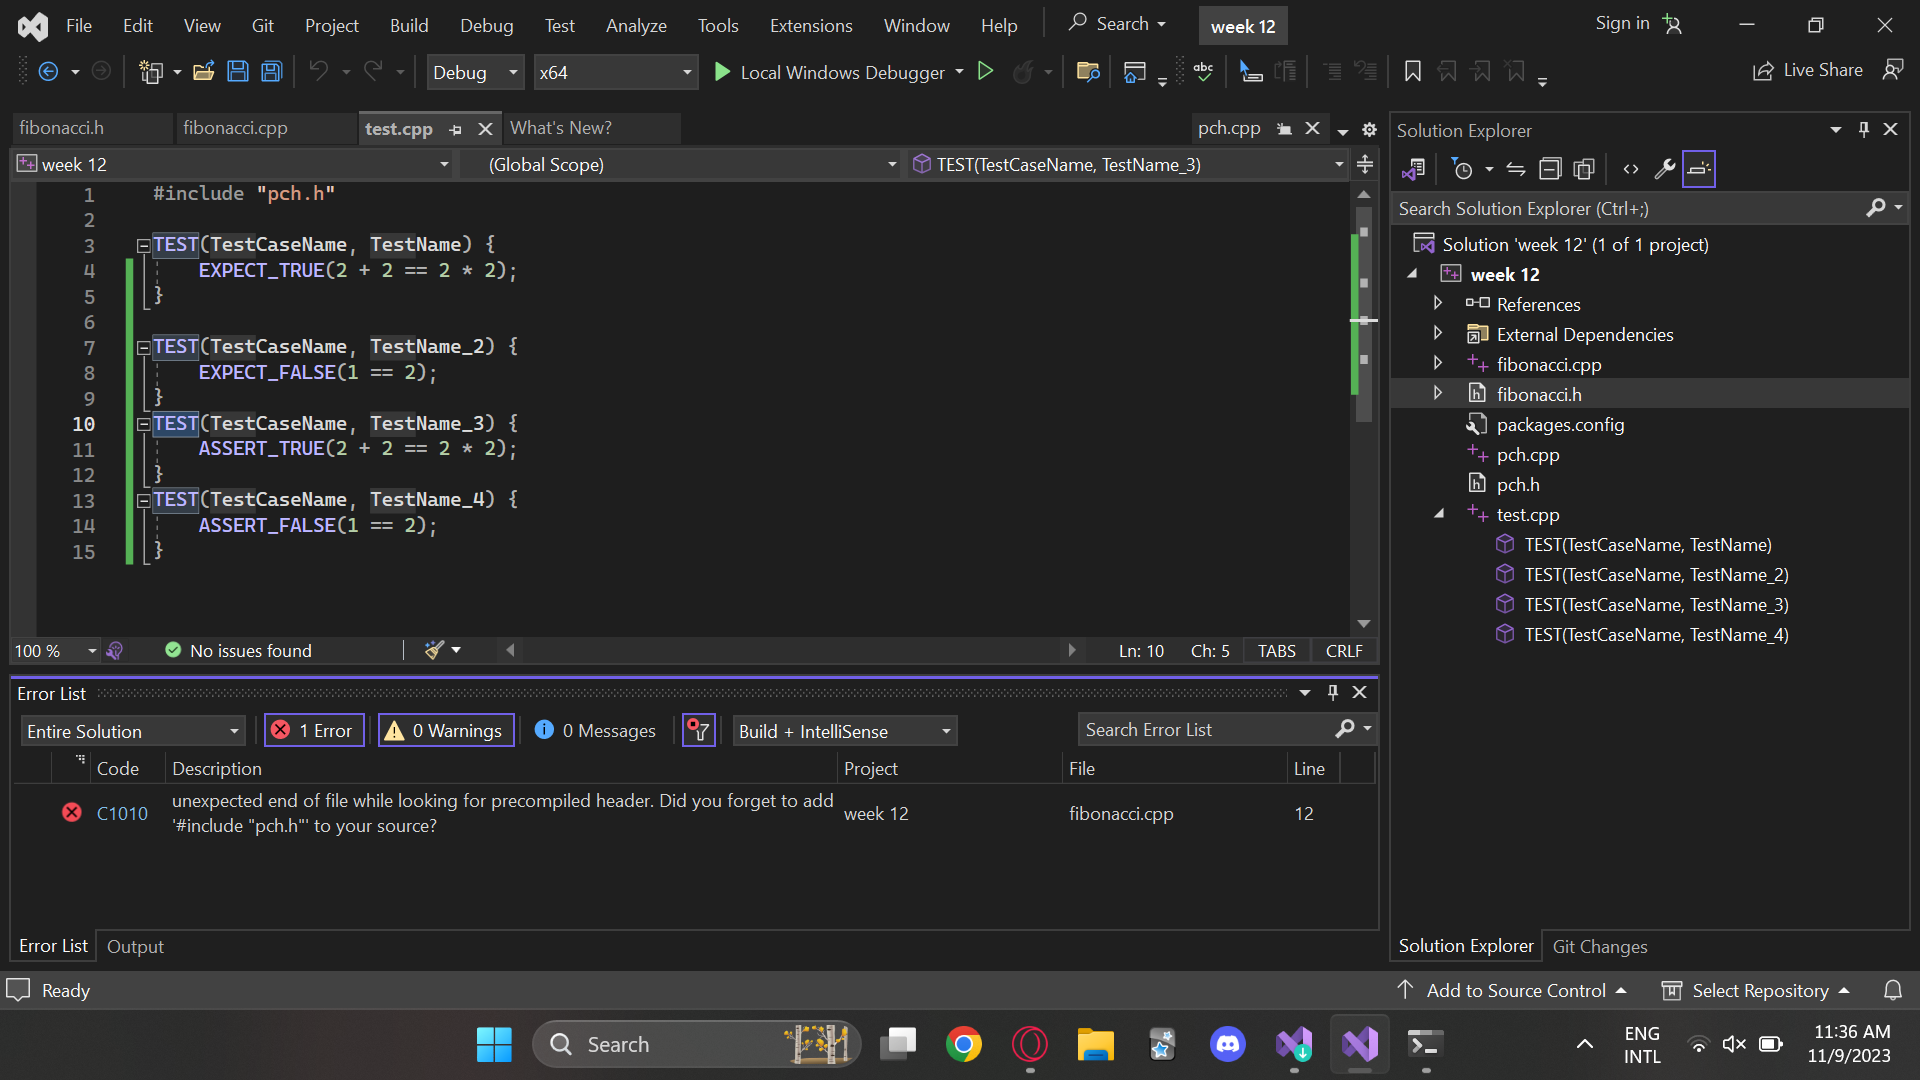 File Edit View Git Project Build Debug Test Analyze Tools Extensions Window Help Search week 12 Sign in
Debug x64 Local Windows Debugger abc Live Share
fibonacci.h fibonacci.cpp test.cpp What's New? pch.cpp
week 12 (Global Scope) TEST(TestCaseName, TestName_3)
1 #include "pch.h"
2
3 TEST(TestCaseName, TestName) {
4 EXPECT_TRUE(2 + 2 == 2 * 2);
5 }
6
7 TEST(TestCaseName, TestName_2) {
8 EXPECT_FALSE(1 == 2);
9 }
10 TEST(TestCaseName, TestName_3) {
11 ASSERT_TRUE(2 + 2 == 2 * 2);
12 }
13 TEST(TestCaseName, TestName_4) {
14 ASSERT_FALSE(1 == 2);
15 }
100 % No issues found Ln: 10 Ch: 5 TABS CRLF
Error List
Entire Solution 1 Error 0 Warnings 0 Messages Build + IntelliSense Search Error List
Code Description Project File Line
C1010 unexpected end of file while looking for precompiled header. Did you forget to add '#include "pch.h"' to your source? week 12 fibonacci.cpp 12
Error List Output
Solution Explorer
Search Solution Explorer (Ctrl+;)
Solution 'week 12' (1 of 1 project)
week 12
References
External Dependencies
fibonacci.cpp
fibonacci.h
packages.config
pch.cpp
pch.h
test.cpp
TEST(TestCaseName, TestName)
TEST(TestCaseName, TestName_2)
TEST(TestCaseName, TestName_3)
TEST(TestCaseName, TestName_4)
Solution Explorer Git Changes
Ready Add to Source Control Select Repository
Search ENG INTL 11:36 AM 11/9/2023